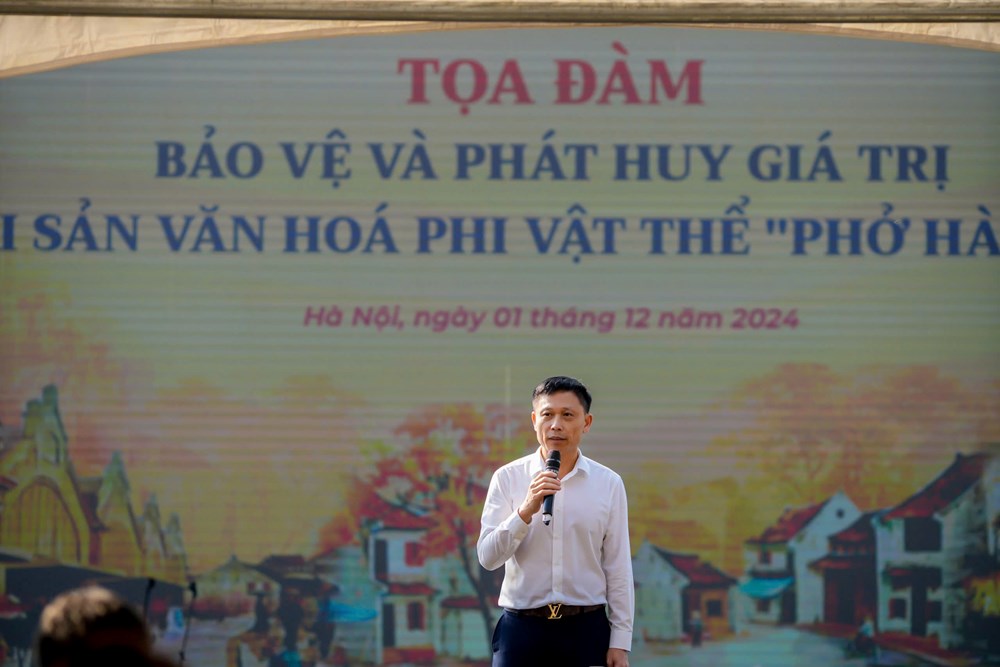 TỌA ĐÀM
BẢO VỆ VÀ PHÁT HUY GIÁ TRỊ
I SẢN VĂN HOÁ PHI VẬT THỂ "PHỞ HÀ
Hà Nội, ngày 01 tháng 12 năm 2024
LV